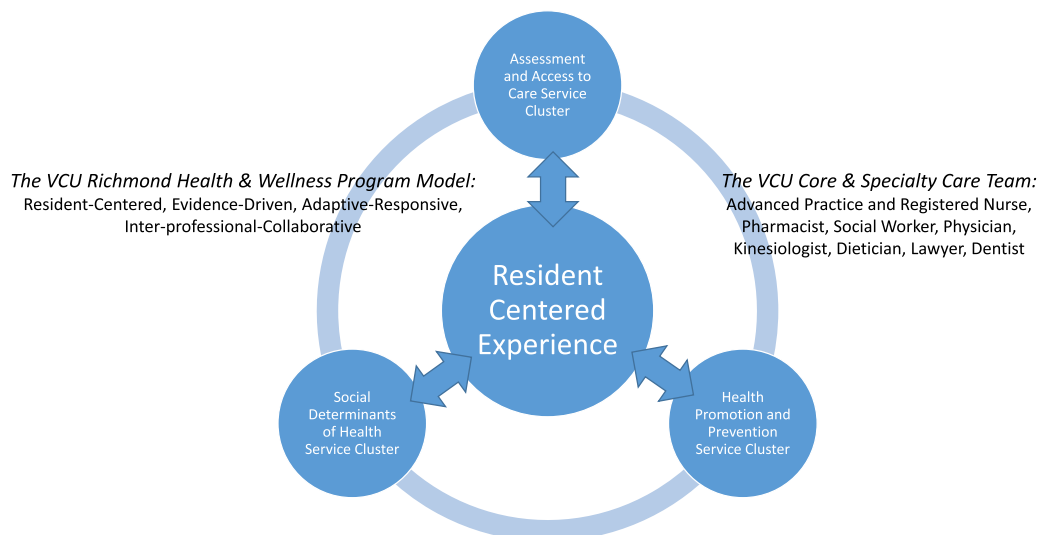 Assessment
and Access to
Care Service
Cluster
The VCU Richmond Health & Wellness Program Model:
Resident-Centered, Evidence-Driven, Adaptive-Responsive,
Inter-professional-Collaborative
The VCU Core & Specialty Care Team:
Advanced Practice and Registered Nurse,
Pharmacist, Social Worker, Physician,
Kinesiologist, Dietician, Lawyer, Dentist
Resident
Centered
Experience
Social
Determinants
of Health
Service Cluster
Health
Promotion and
Prevention
Service Cluster